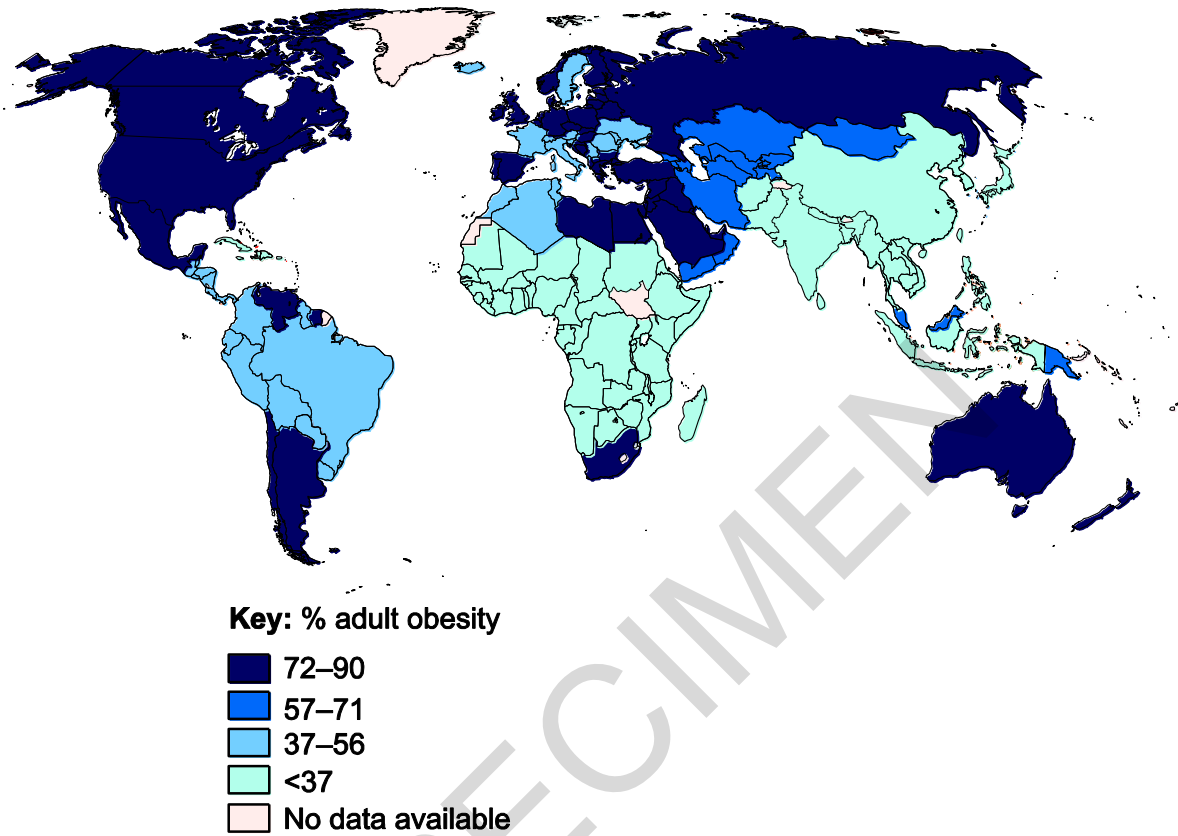 Key: % adult obesity
72–90
57–71
37–56
<37
No data available
SPECIMEN